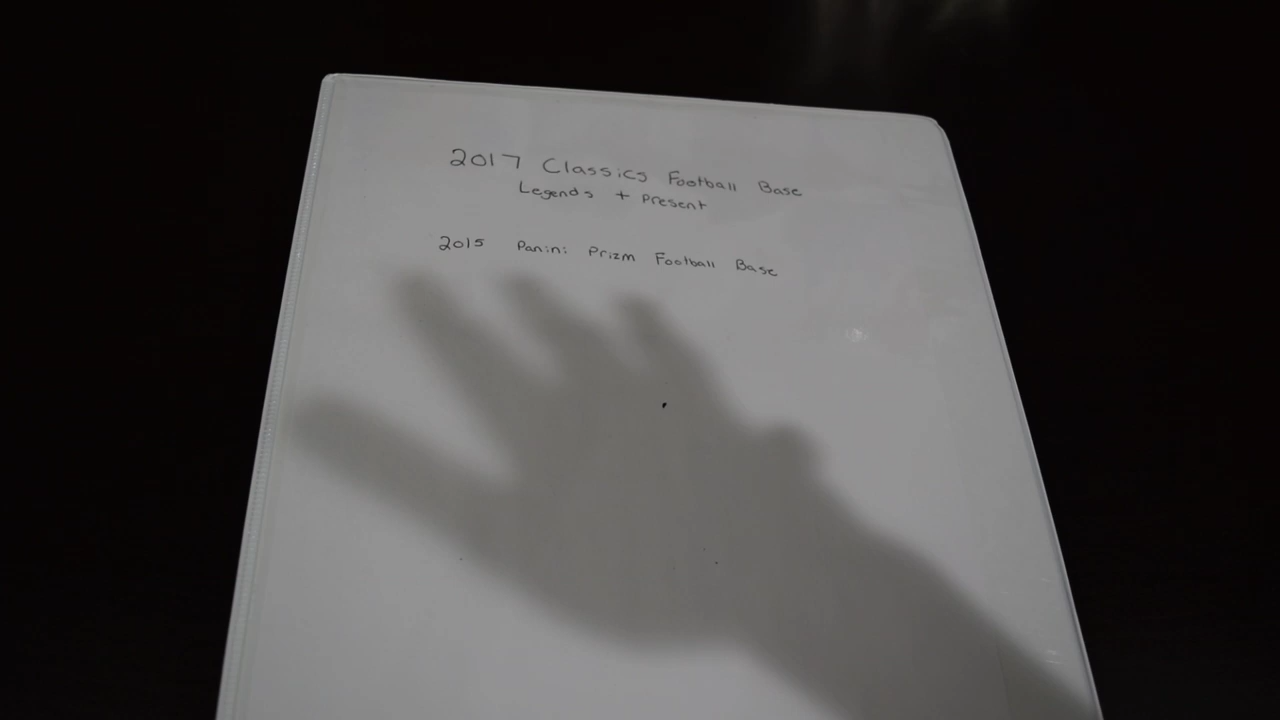 2017 Classics Football Base
Legends + Present
2015 Panini Prizm Football Base